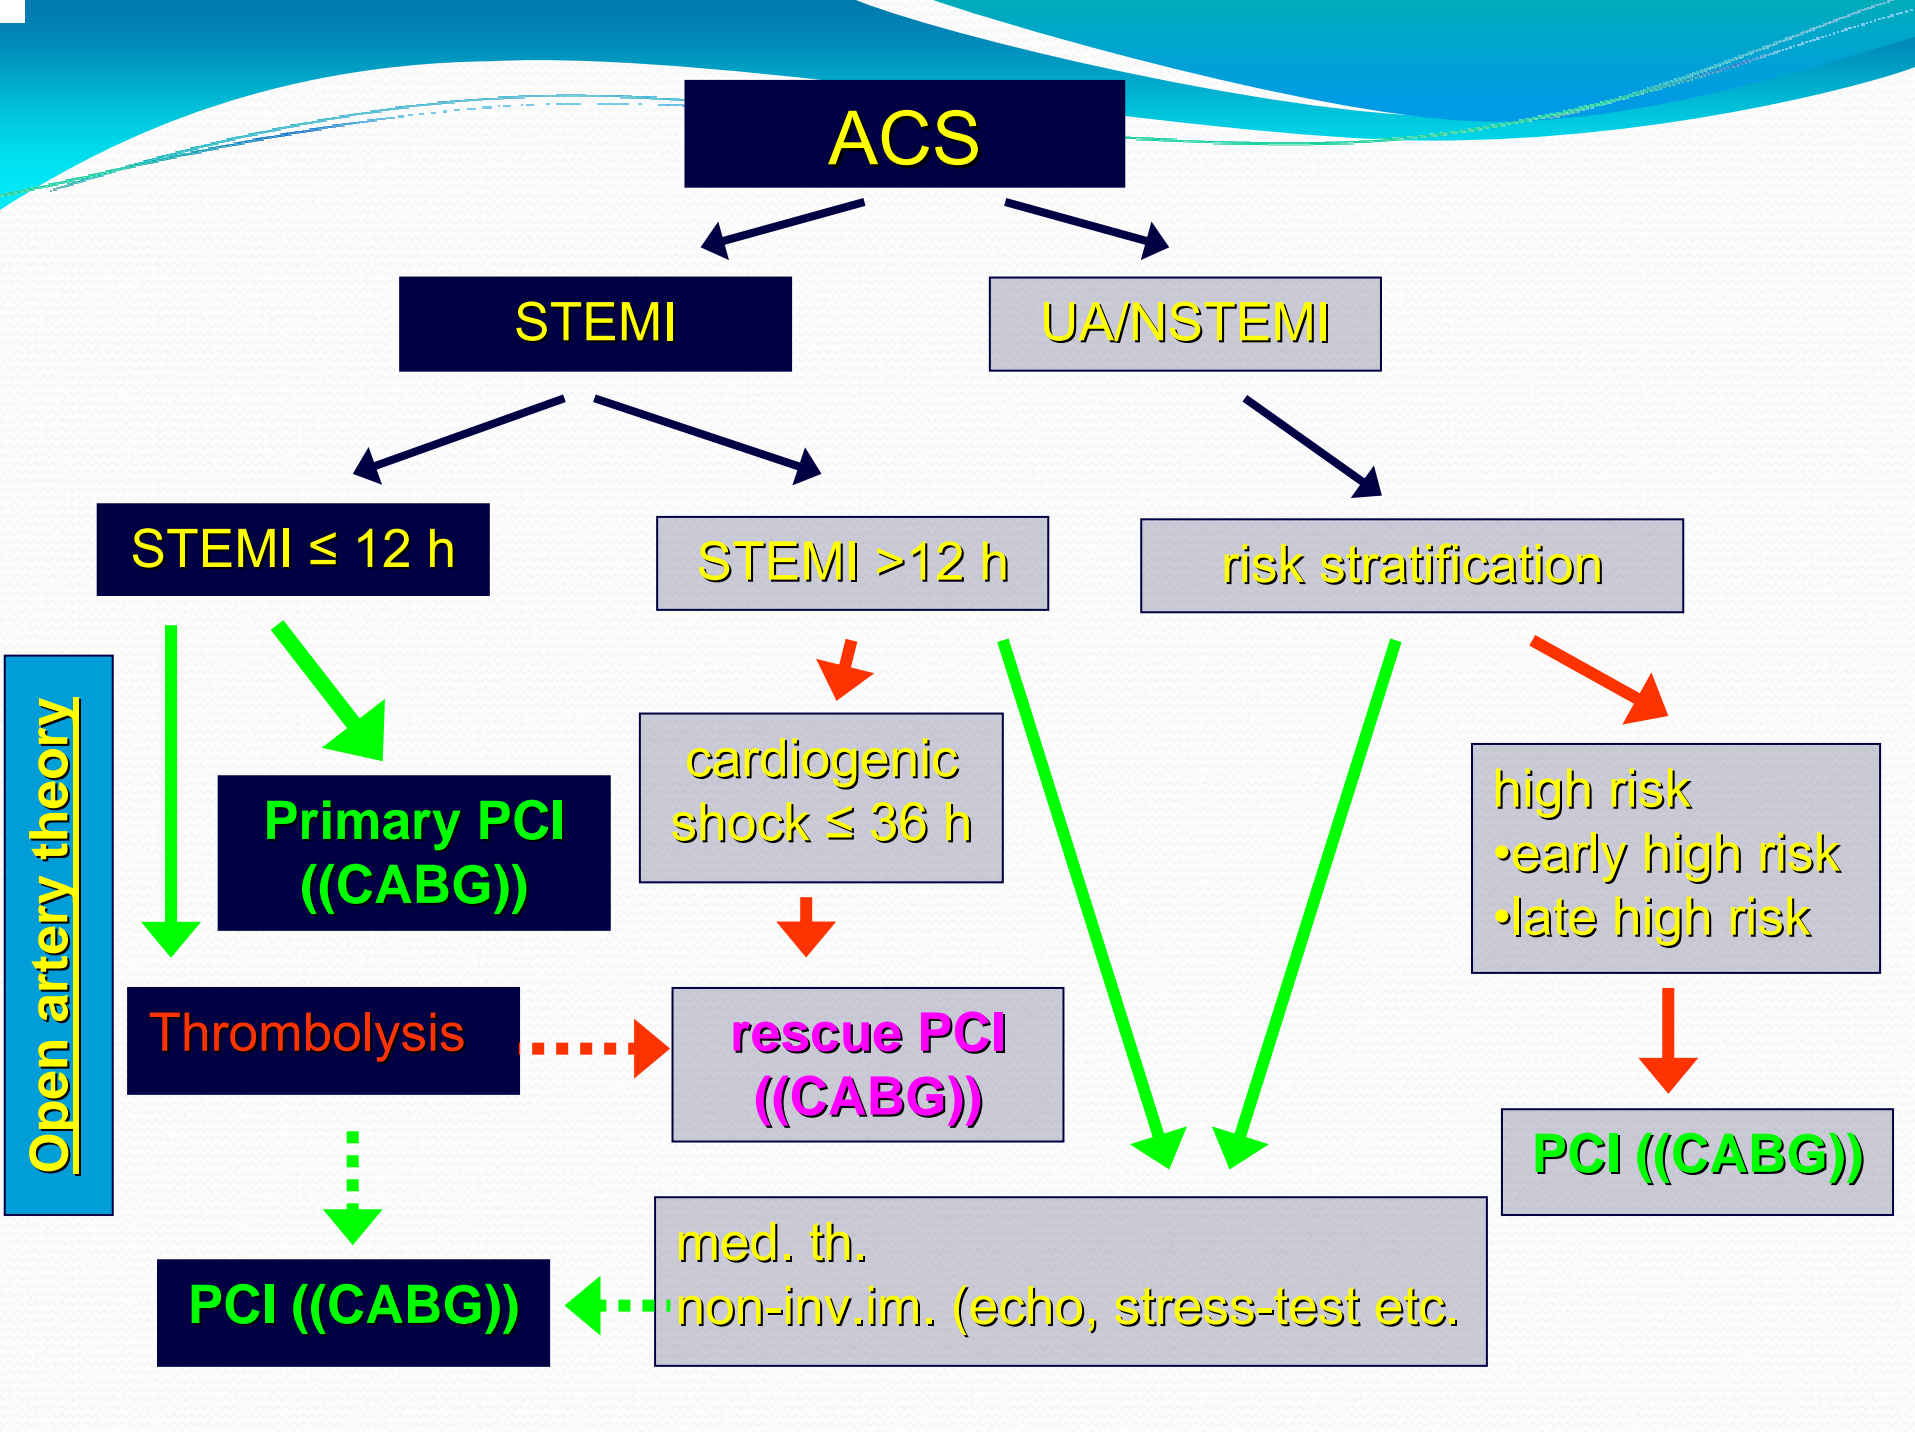 ACS
STEMI
UA/NSTEMI
STEMI ≤ 12 h
STEMI >12 h
risk stratification
Open artery theory
Primary PCI
((CABG))
cardiogenic
shock ≤ 36 h
high risk
•early high risk
•late high risk
Thrombolysis
rescue PCI
((CABG))
PCI ((CABG))
med. th.
non-inv.im. (echo, stress-test etc.
PCI ((CABG))